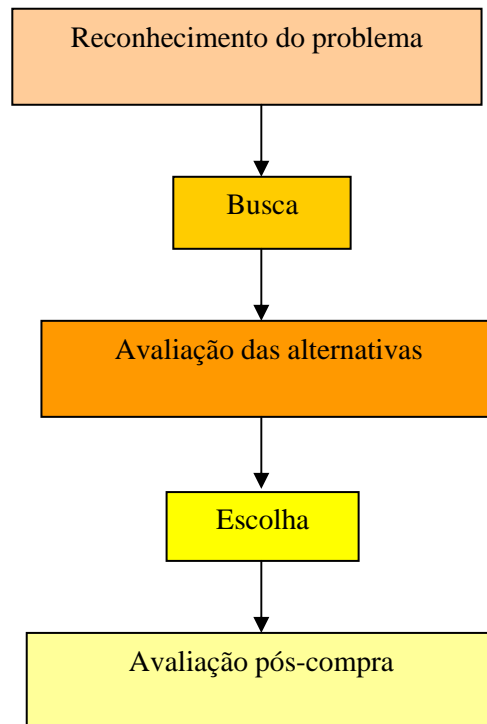 Reconhecimento do problema
Busca
Avaliação das alternativas
Escolha
Avaliação pós-compra